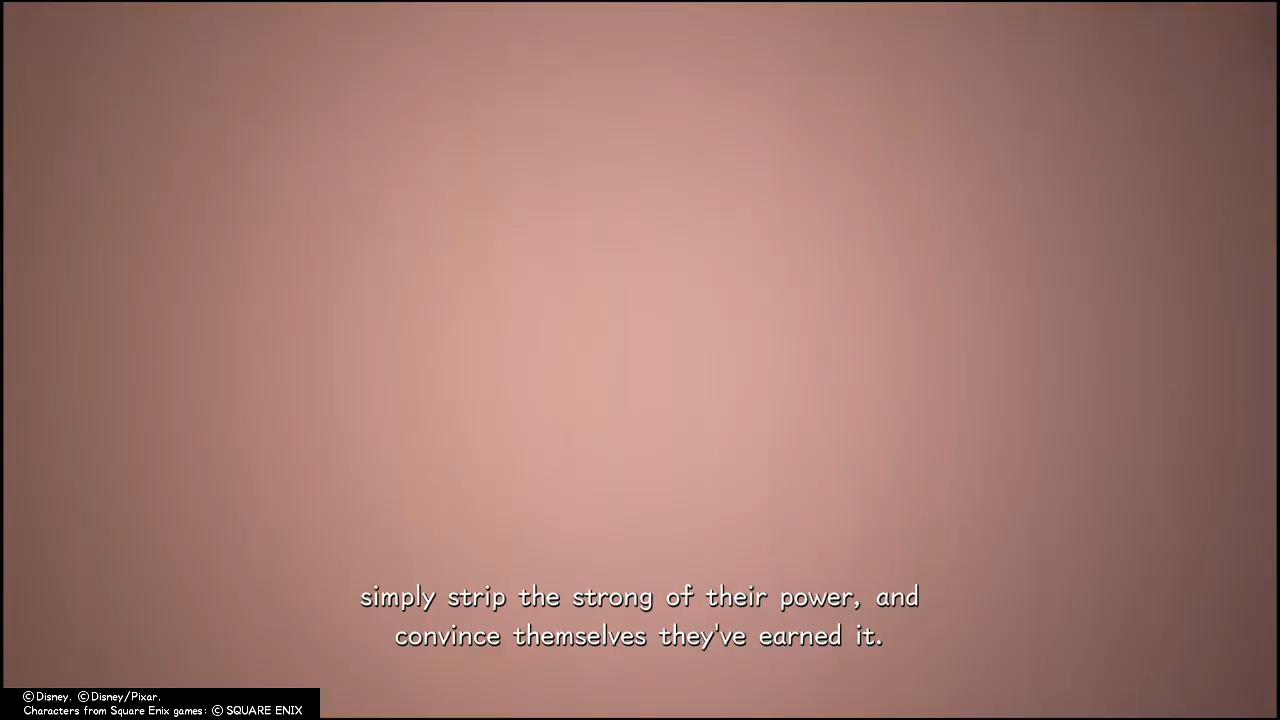 simply strip the strong of their power, and
convince themselves they've earned it.
©Disney. ©Disney/Pixar.
Characters from Square Enix games: © SQUARE ENIX